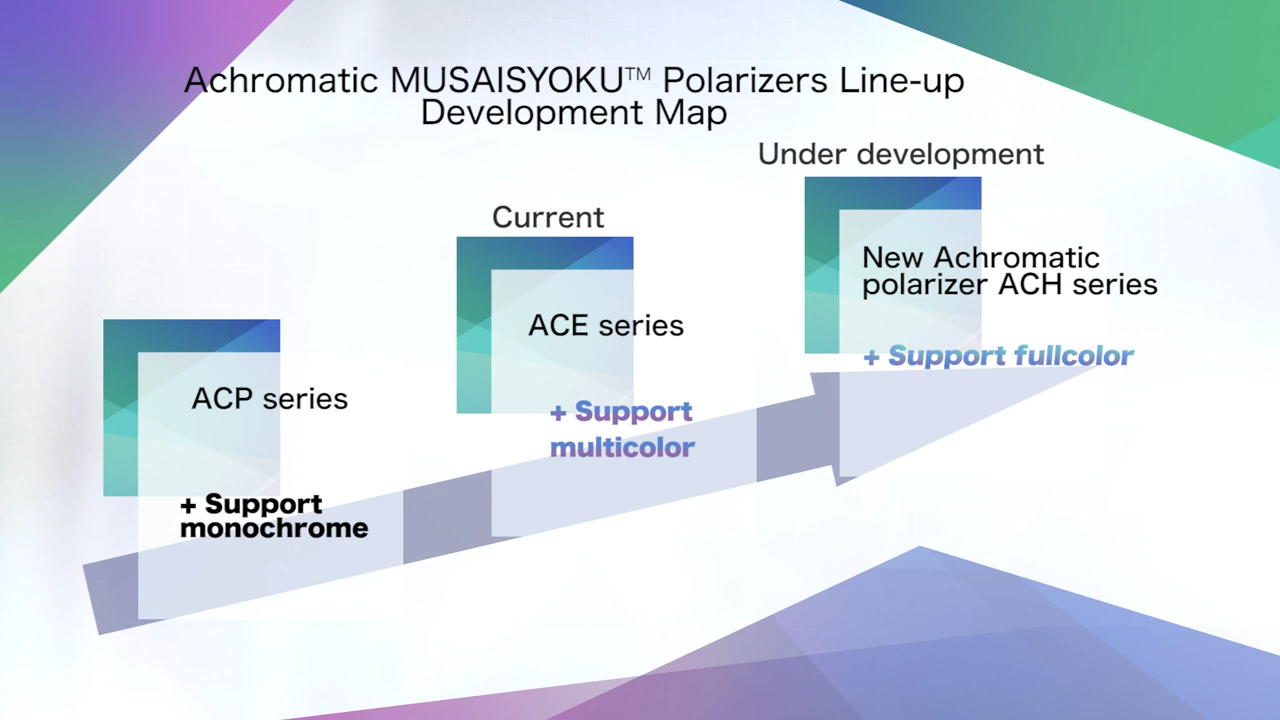 Achromatic MUSAISYOKU™ Polarizers Line-up
Development Map
Under development
New Achromatic
polarizer ACH series
+ Support fullcolor
Current
ACE series
+ Support
multicolor
ACP series
+ Support
monochrome